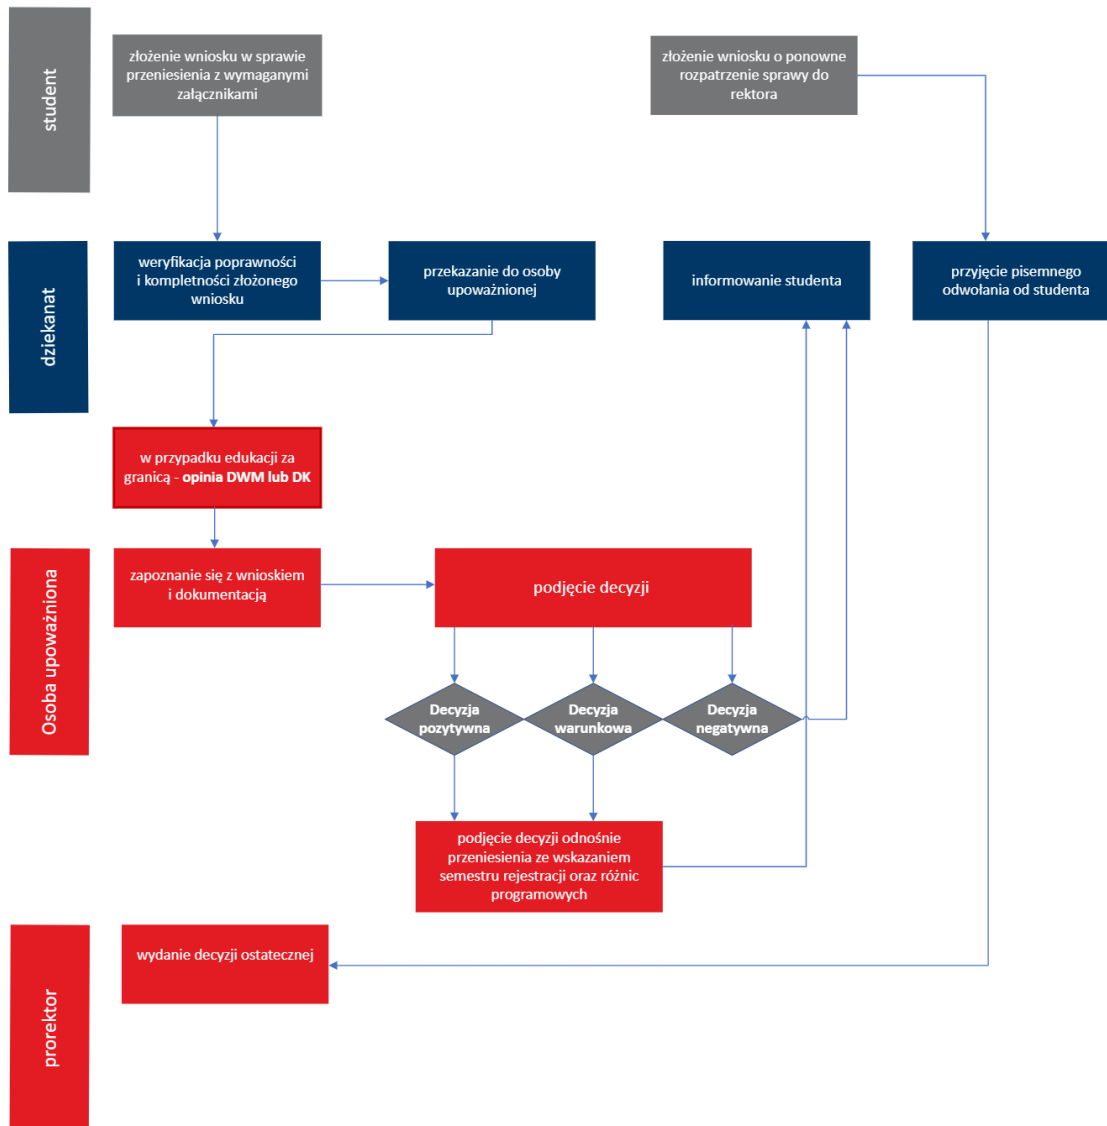 student
złożenie wniosku w sprawie
przeniesienia z wymaganymi
załącznikami
złożenie wniosku o ponowne
rozpatrzenie sprawy do
rektora
dziekanat
weryfikacja poprawności
i kompletności złożonego
wniosku
przekazanie do osoby
upoważnionej
informowanie studenta
przyjęcie pisemnego
odwołania od studenta
w przypadku edukacji za
granicą - opinia DWM lub DK
Osoba upoważniona
zapoznanie się z wnioskiem
i dokumentacją
podjęcie decyzji
Decyzja
pozytywna
Decyzja
warunkowa
Decyzja
negatywna
podjęcie decyzji odnośnie
przeniesienia ze wskazaniem
semestru rejestracji oraz różnic
programowych
prorektor
wydanie decyzji ostatecznej